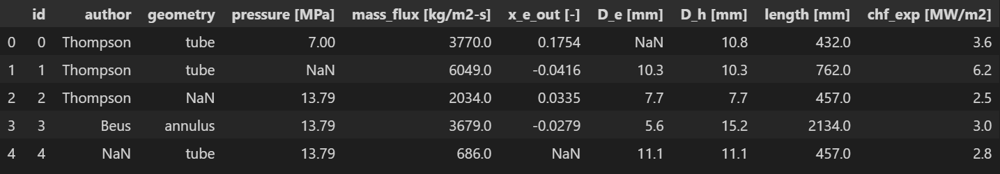 id author geometry pressure [MPa] mass_flux [kg/m2-s] x_e_out [-] D_e [mm] D_h [mm] length [mm] chf_exp [MW/m2]
0 0 Thompson tube 7.00 3770.0 0.1754 NaN 10.8 432.0 3.6
1 1 Thompson tube NaN 6049.0 -0.0416 10.3 10.3 762.0 6.2
2 2 Thompson NaN 13.79 2034.0 0.0335 7.7 7.7 457.0 2.5
3 3 Beus annulus 13.79 3679.0 -0.0279 5.6 15.2 2134.0 3.0
4 4 NaN tube 13.79 686.0 NaN 11.1 11.1 457.0 2.8